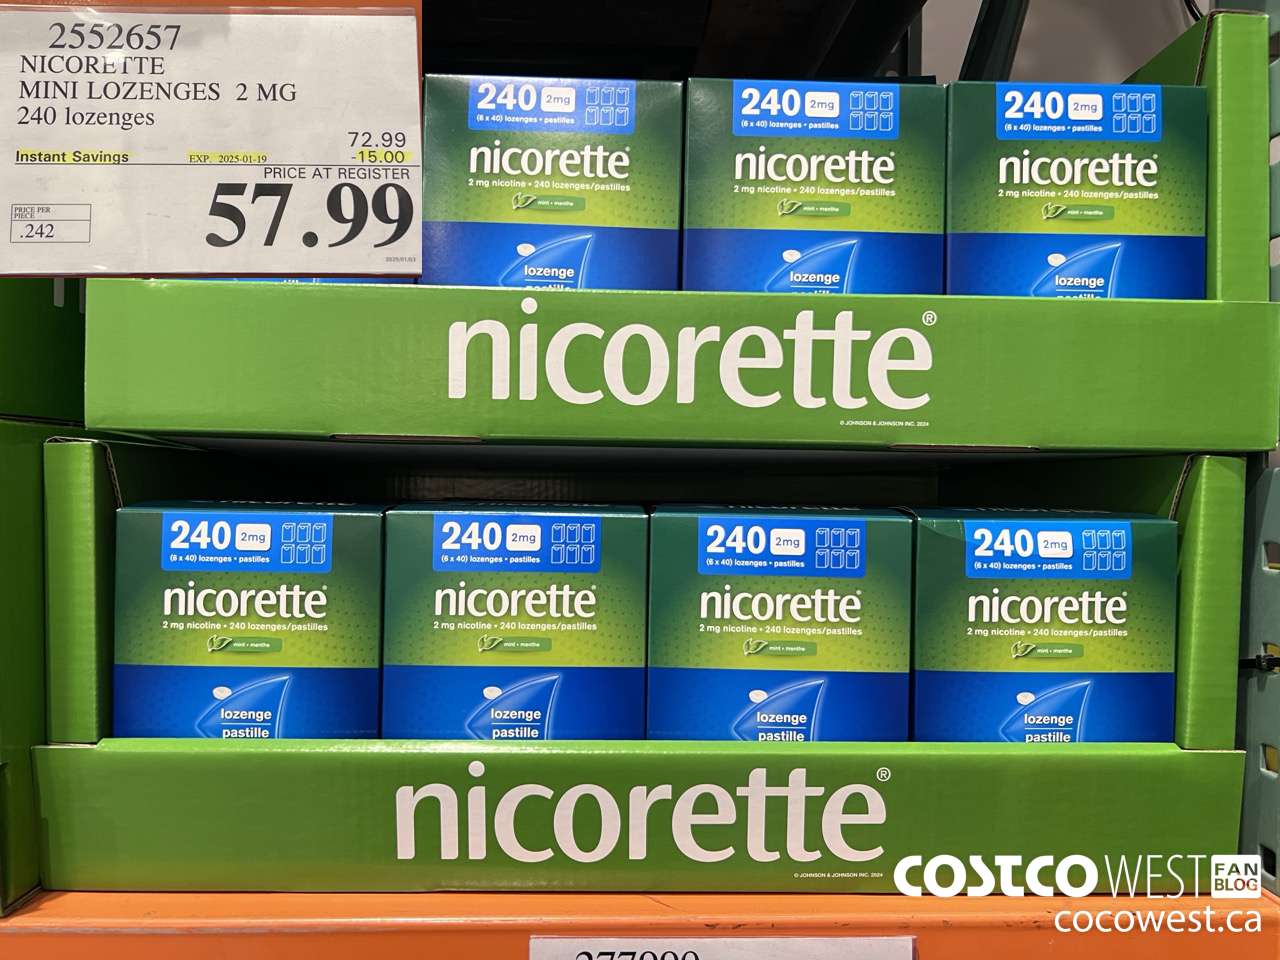 2552657
NICORETTE
MINI LOZENGES 2 MG
240 lozenges
72.99
Instant Savings EXP. 2025-01-19 -15.00
PRICE AT REGISTER
57.99
PRICE PER
PIECE
.242
2025/01/03
240 2mg
(6 x 40) lozenges • pastilles
nicorette®
2 mg nicotine • 240 lozenges/pastilles
mint • menthe
lozenge
pastille
240 2mg
(6 x 40) lozenges • pastilles
nicorette®
2 mg nicotine • 240 lozenges/pastilles
mint • menthe
lozenge
pastille
240 2mg
(6 x 40) lozenges • pastilles
nicorette®
2 mg nicotine • 240 lozenges/pastilles
mint • menthe
lozenge
pastille
nicorette®
© JOHNSON & JOHNSON INC. 2024
240 2mg
(6 x 40) lozenges • pastilles
nicorette®
2 mg nicotine • 240 lozenges/pastilles
mint • menthe
lozenge
pastille
240 2mg
(6 x 40) lozenges • pastilles
nicorette®
2 mg nicotine • 240 lozenges/pastilles
mint • menthe
lozenge
pastille
240 2mg
(6 x 40) lozenges • pastilles
nicorette®
2 mg nicotine • 240 lozenges/pastilles
mint • menthe
lozenge
pastille
240 2mg
(6 x 40) lozenges • pastilles
nicorette®
2 mg nicotine • 240 lozenges/pastilles
mint • menthe
lozenge
pastille
nicorette®
© JOHNSON & JOHNSON INC. 2024
COSTCO WEST FAN BLOG
cocowest.ca